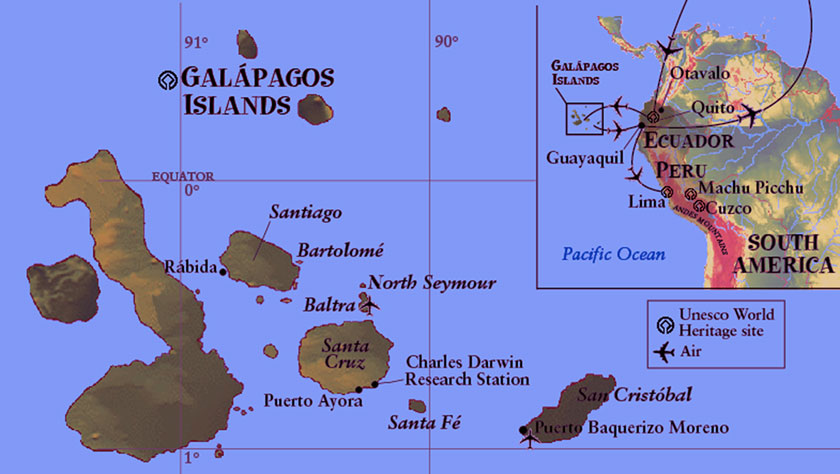 91°
90°
GALÁPAGOS
ISLANDS
EQUATOR
0°
Santiago
Bartolomé
Rábida
North Seymour
Baltra
Santa
Cruz
Charles Darwin
Research Station
Puerto Ayora
Santa Fé
San Cristóbal
Puerto Baquerizo Moreno
1°
GALÁPAGOS
ISLANDS
Otavalo
Quito
ECUADOR
Guayaquil
PERU
Machu Picchu
Lima
Cuzco
ANDES MOUNTAINS
Pacific Ocean
SOUTH
AMERICA
Unesco World
Heritage site
Air